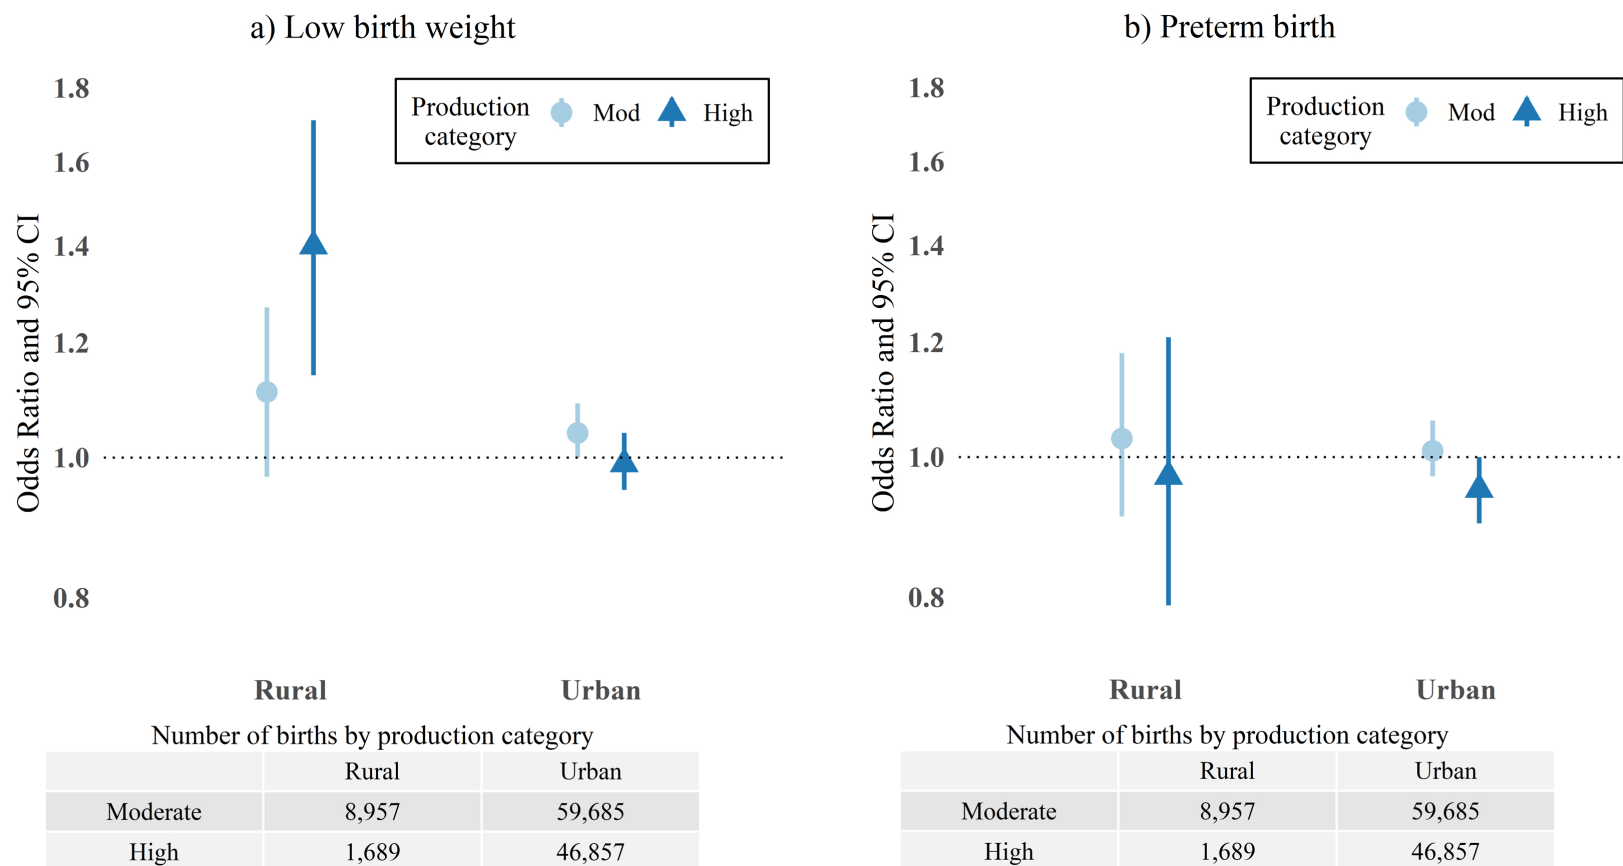 a) Low birth weight
1.8
1.6
1.4
1.2
1.0
0.8
Odds Ratio and 95% CI
Production
category
Mod
High
Rural
Urban
Number of births by production category
Rural Urban
Moderate 8,957 59,685
High 1,689 46,857
b) Preterm birth
1.8
1.6
1.4
1.2
1.0
0.8
Odds Ratio and 95% CI
Production
category
Mod
High
Rural
Urban
Number of births by production category
Rural Urban
Moderate 8,957 59,685
High 1,689 46,857